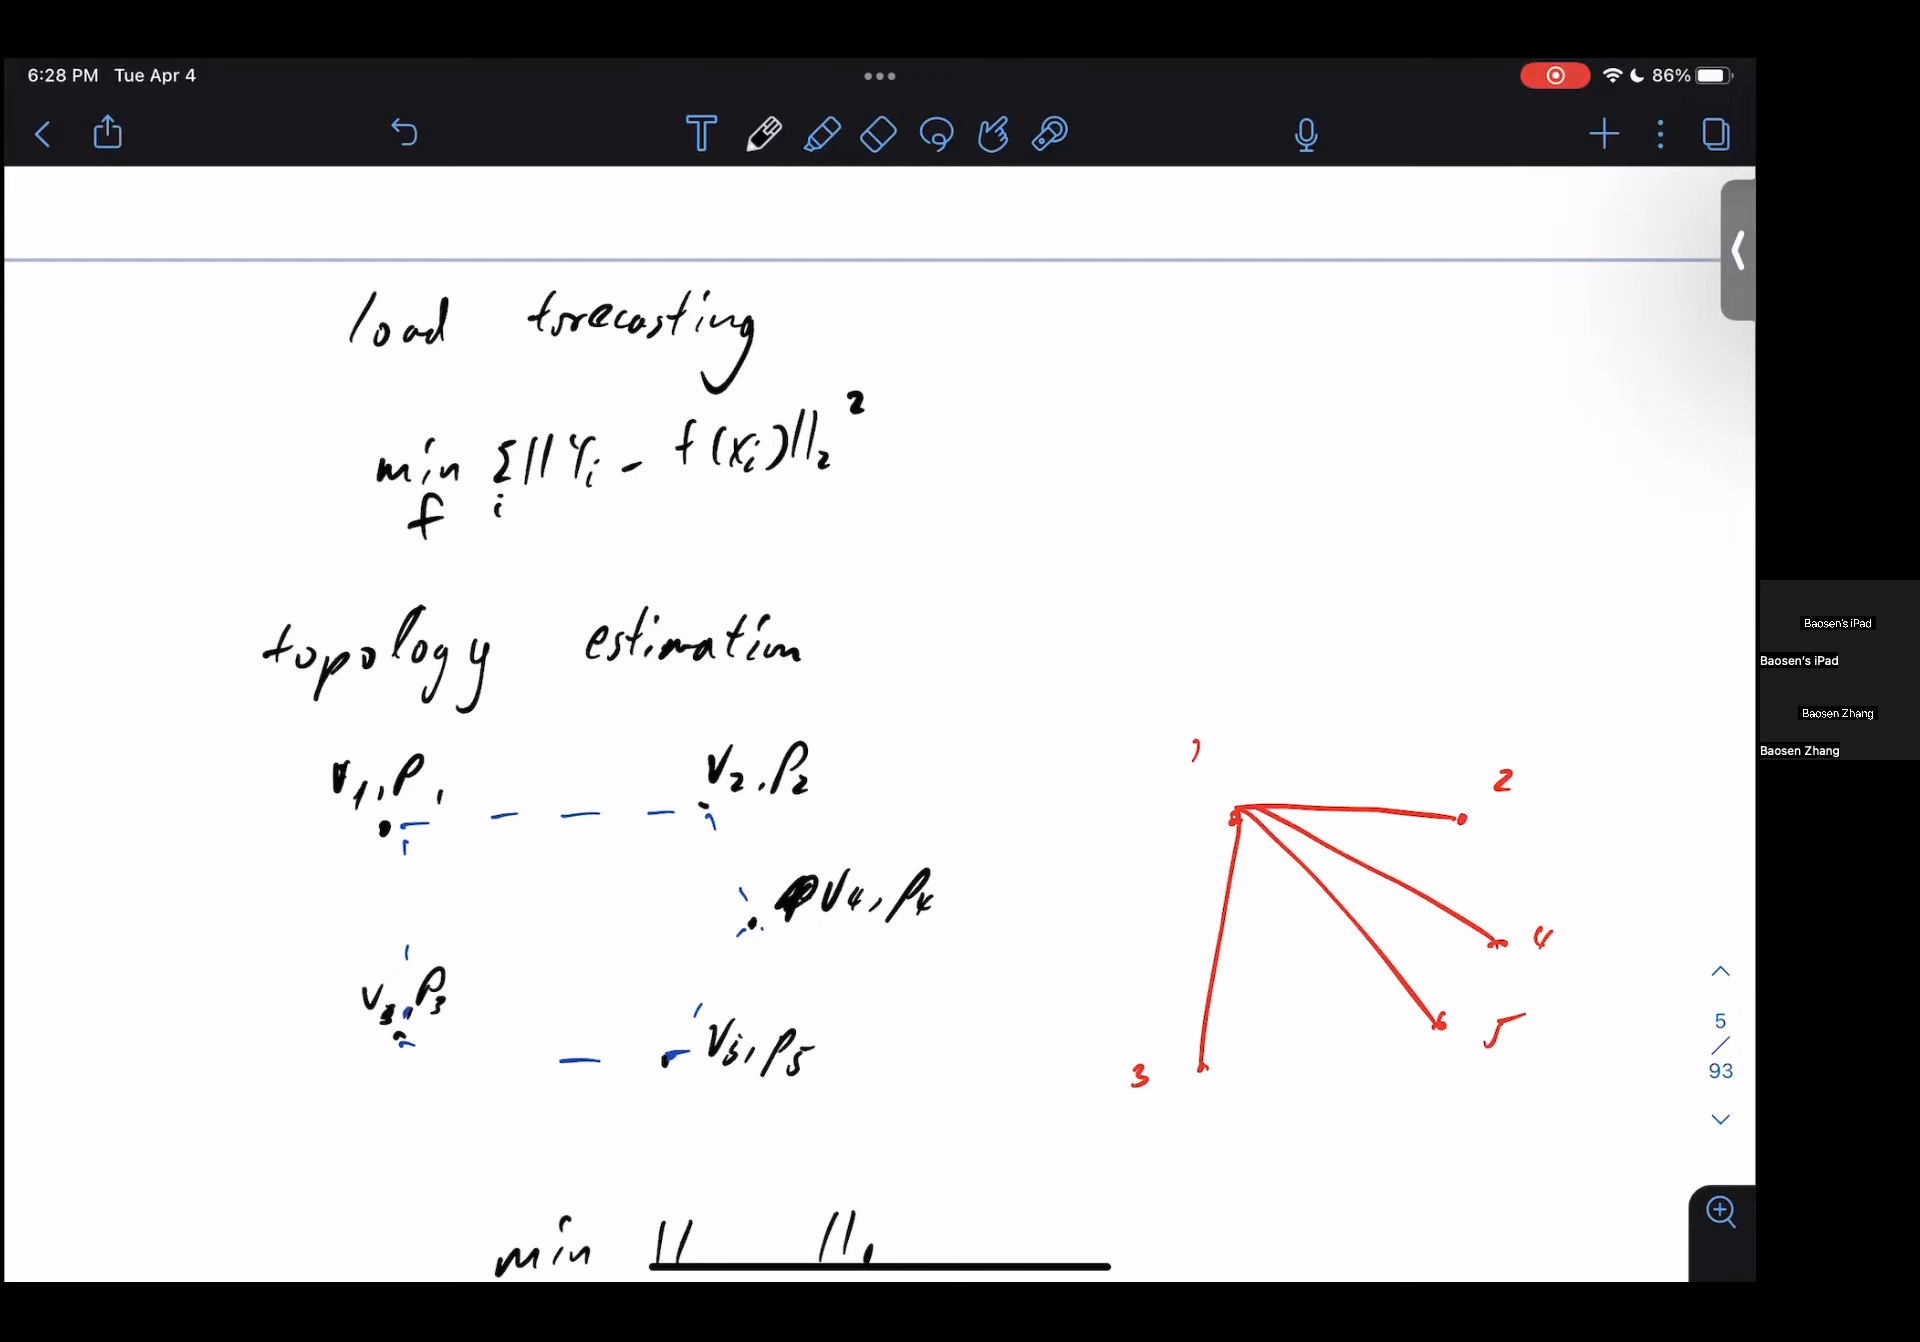 6:28 PM Tue Apr 4
86%
load forecasting
min Σ || Yi - f(xi) ||₂ ²
f i
topology estimation
V₁, P₁
V₂, P₂
V₄, P₄
V₃, P₃
V₅, P₅
1
2
4
5
3
min || ||₁
5
/
93
Baosen's iPad
Baosen's iPad
Baosen Zhang
Baosen Zhang